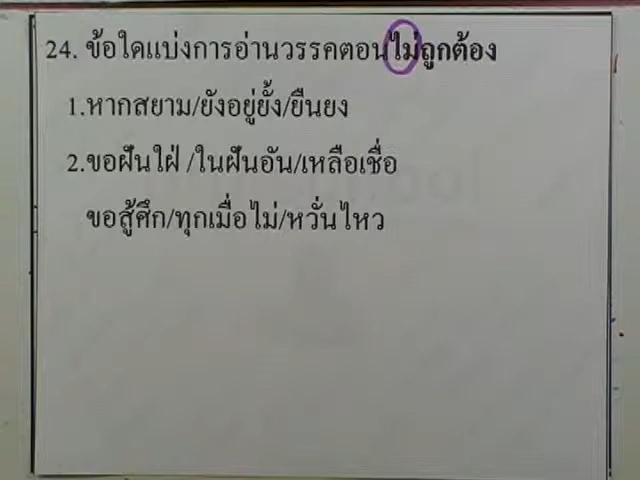 24. ข้อใดแบ่งการอ่านวรรคตอนไม่ถูกต้อง
1.หากสยาม/ยังอยู่ยั้ง/ยืนยง
2.ขอฝันใฝ่ /ในฝันอัน/เหลือเชื่อ
ขอสู้ศึก/ทุกเมื่อไม่/หวั่นไหว